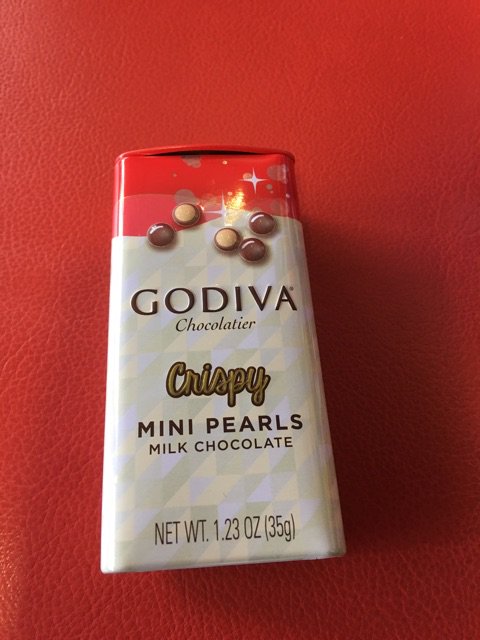 GODIVA
Chocolatier
Crispy
MINI PEARLS
MILK CHOCOLATE
NET WT. 1.23 OZ (35g)